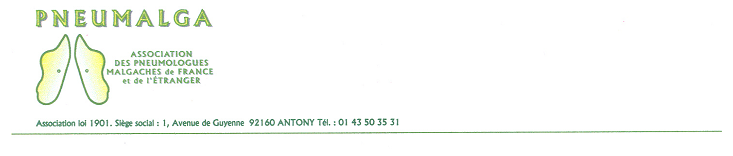 PNEUMALGA
ASSOCIATION
DES PNEUMOLOGUES
MALGACHES de FRANCE
et de l'ÉTRANGER
Association loi 1901. Siège social : 1, Avenue de Guyenne 92160 ANTONY Tél. : 01 43 50 35 31